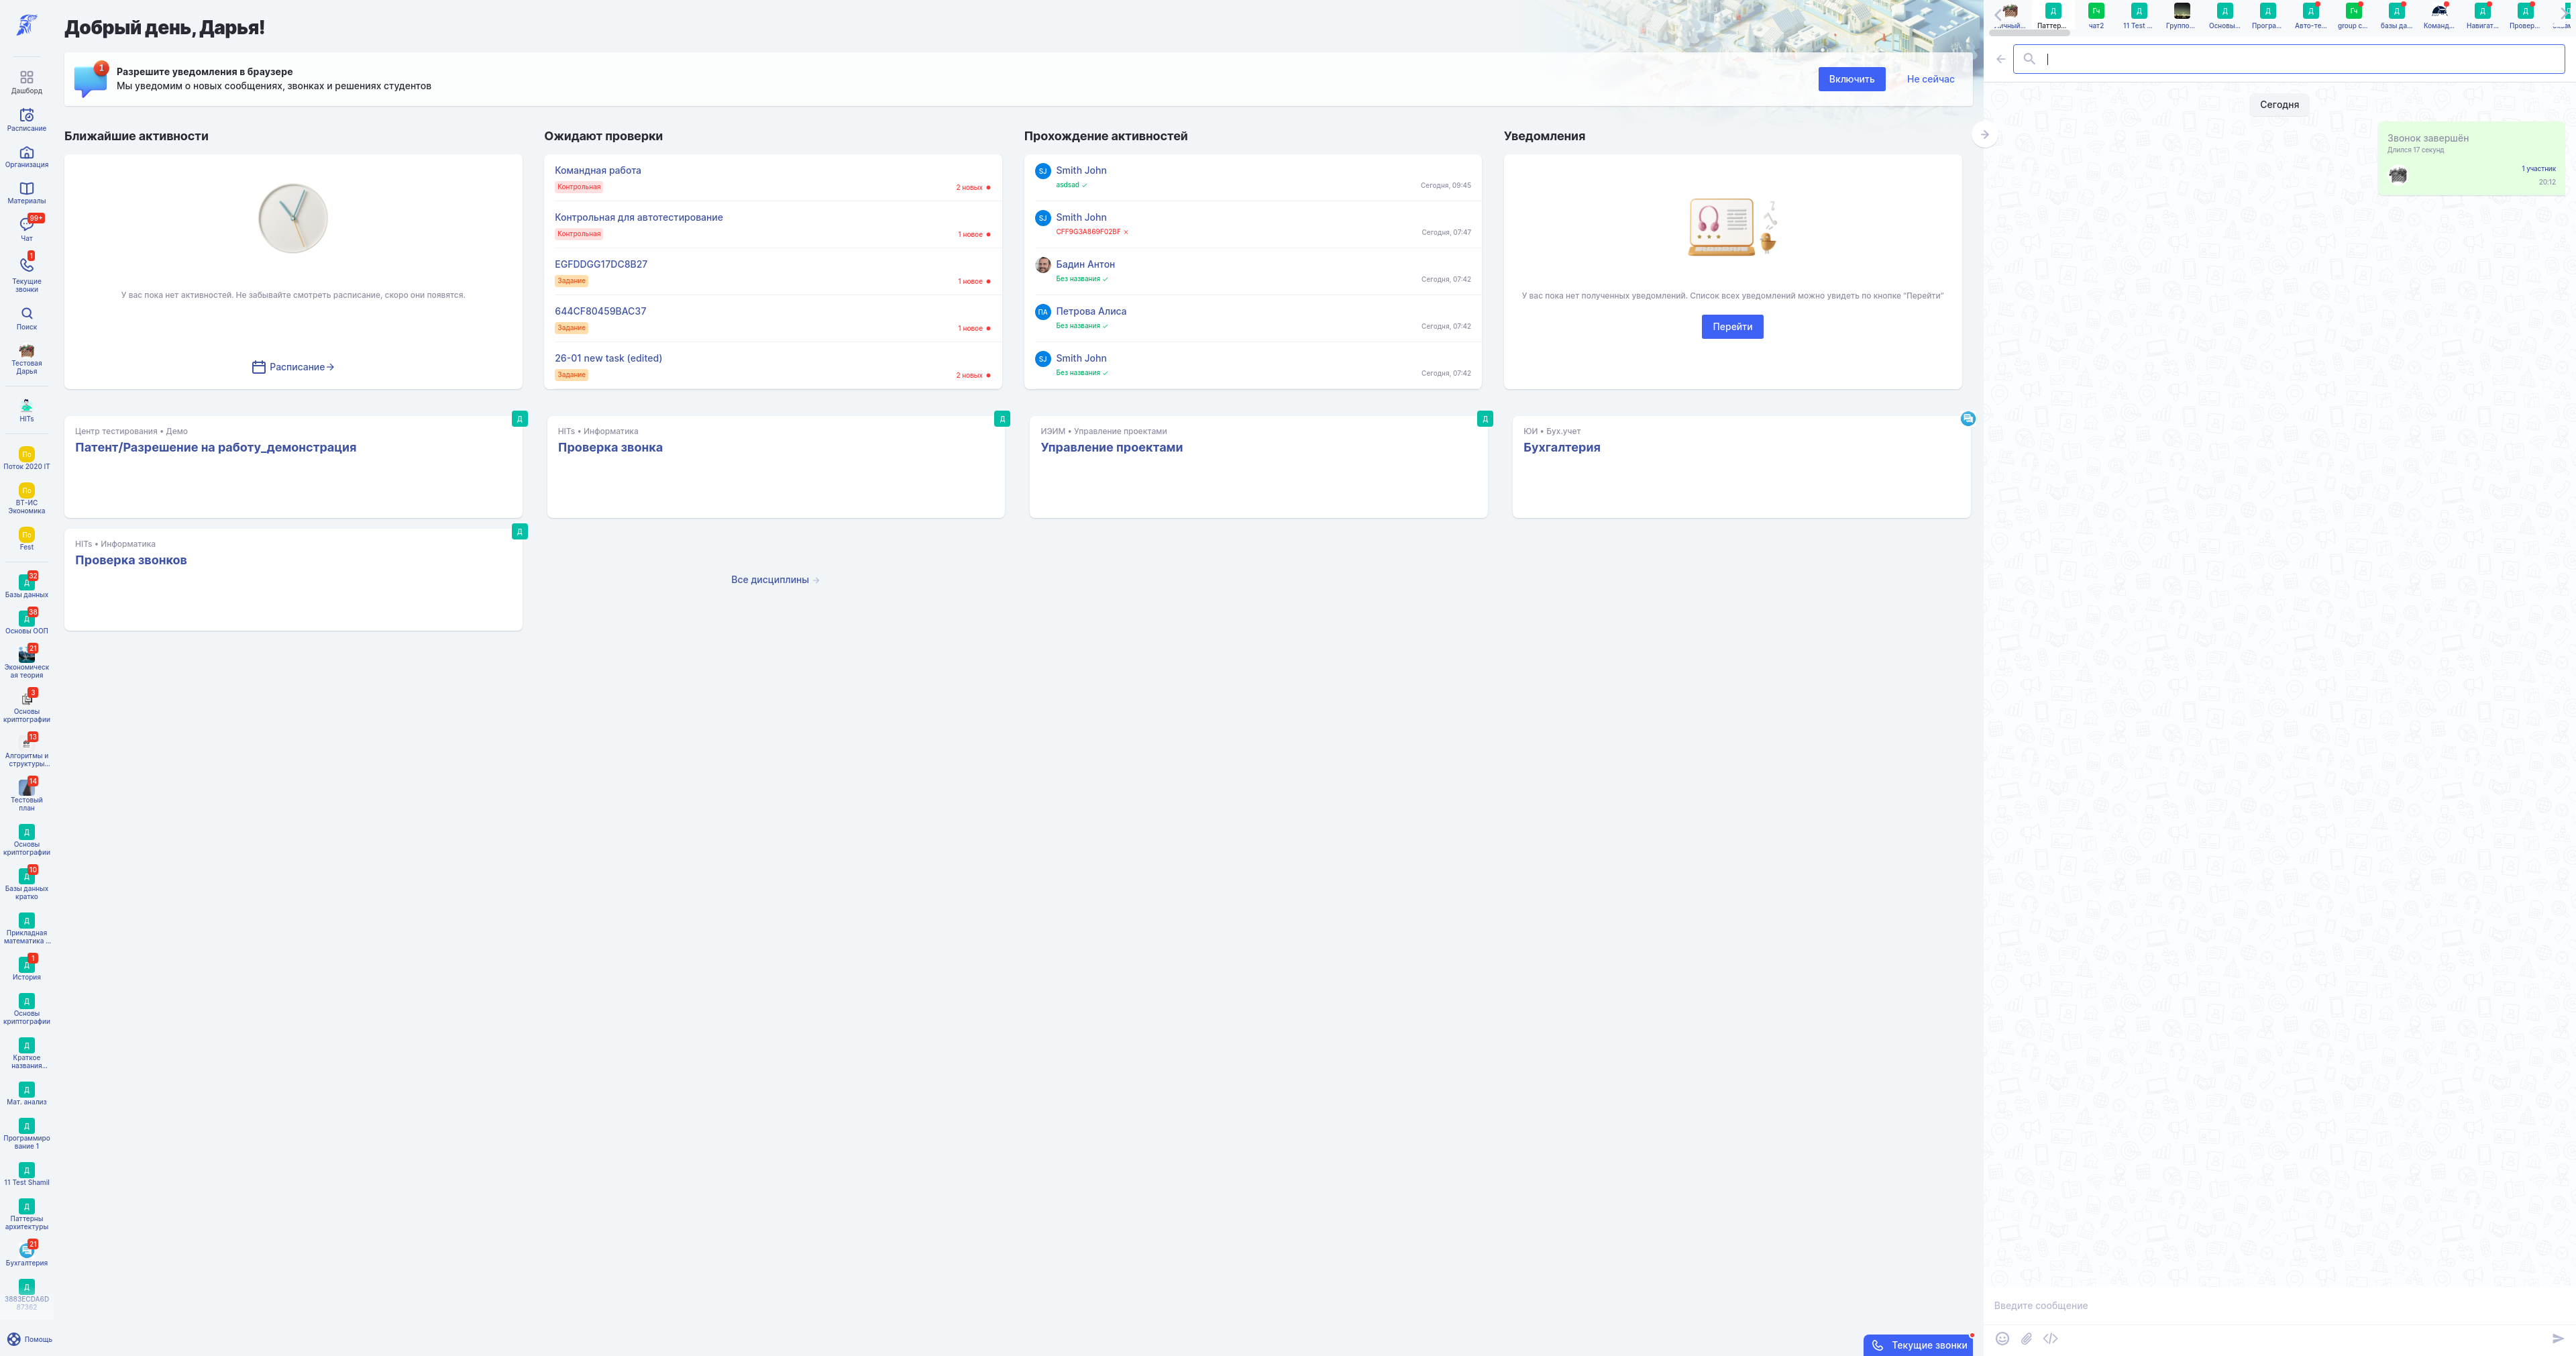 Дашборд
Расписание
Организация
Материалы
99+
Чат
1
Текущие
звонки
Поиск
Тестовая
Дарья
HITs
По
Поток 2020 IT
По
ВТ-ИС
Экономика
По
Fest
32
Д
Базы данных
38
Д
Основы ООП
21
Экономическ
ая теория
3
Основы
криптографии
13
Алгоритмы и
структуры...
14
Тестовый
план
Д
Основы
криптографии
10
Д
Базы данных
кратко
Д
Прикладная
математика ...
1
Д
История
Д
Основы
криптографии
Д
Краткое
названия...
Д
Мат. анализ
Д
Программиро
вание 1
Д
11 Test Shamil
Д
Паттерны
архитектуры
21
Бухгалтерия
Д
3883ECDA6D
87362
Помощь
Добрый день, Дарья!
1
Разрешите уведомления в браузере
Мы уведомим о новых сообщениях, звонках и решениях студентов
Включить
Не сейчас
Ближайшие активности
У вас пока нет активностей. Не забывайте смотреть расписание, скоро они появятся.
Расписание
Ожидают проверки
Командная работа
Контрольная
2 новых
Контрольная для автотестирование
Контрольная
1 новое
EGFDDGG17DC8B27
Задание
1 новое
644CF80459BAC37
Задание
1 новое
26-01 new task (edited)
Задание
2 новых
Прохождение активностей
SJ
Smith John
asdsad
Сегодня, 09:45
SJ
Smith John
CFF9G3A869F02BF
Сегодня, 07:47
Бадин Антон
Без названия
Сегодня, 07:42
ПА
Петрова Алиса
Без названия
Сегодня, 07:42
SJ
Smith John
Без названия
Сегодня, 07:42
Уведомления
У вас пока нет полученных уведомлений. Список всех уведомлений можно увидеть по кнопке "Перейти"
Перейти
Д
Центр тестирования • Демо
Патент/Разрешение на работу_демонстрация
Д
HITs • Информатика
Проверка звонка
Д
ИЭИМ • Управление проектами
Управление проектами
ЮИ • Бух.учет
Бухгалтерия
Д
HITs • Информатика
Проверка звонков
Все дисциплины
Текущие звонки
Д
Паттер...
Гч
чат2
Д
11 Test ...
Группо...
Д
Основы...
Д
Програ...
Д
Авто-те...
Гч
group c...
Д
базы да...
Команд...
Д
Навигат...
Д
Провер...
Сегодня
Звонок завершён
Длился 17 секунд
1 участник
20:12
Введите сообщение